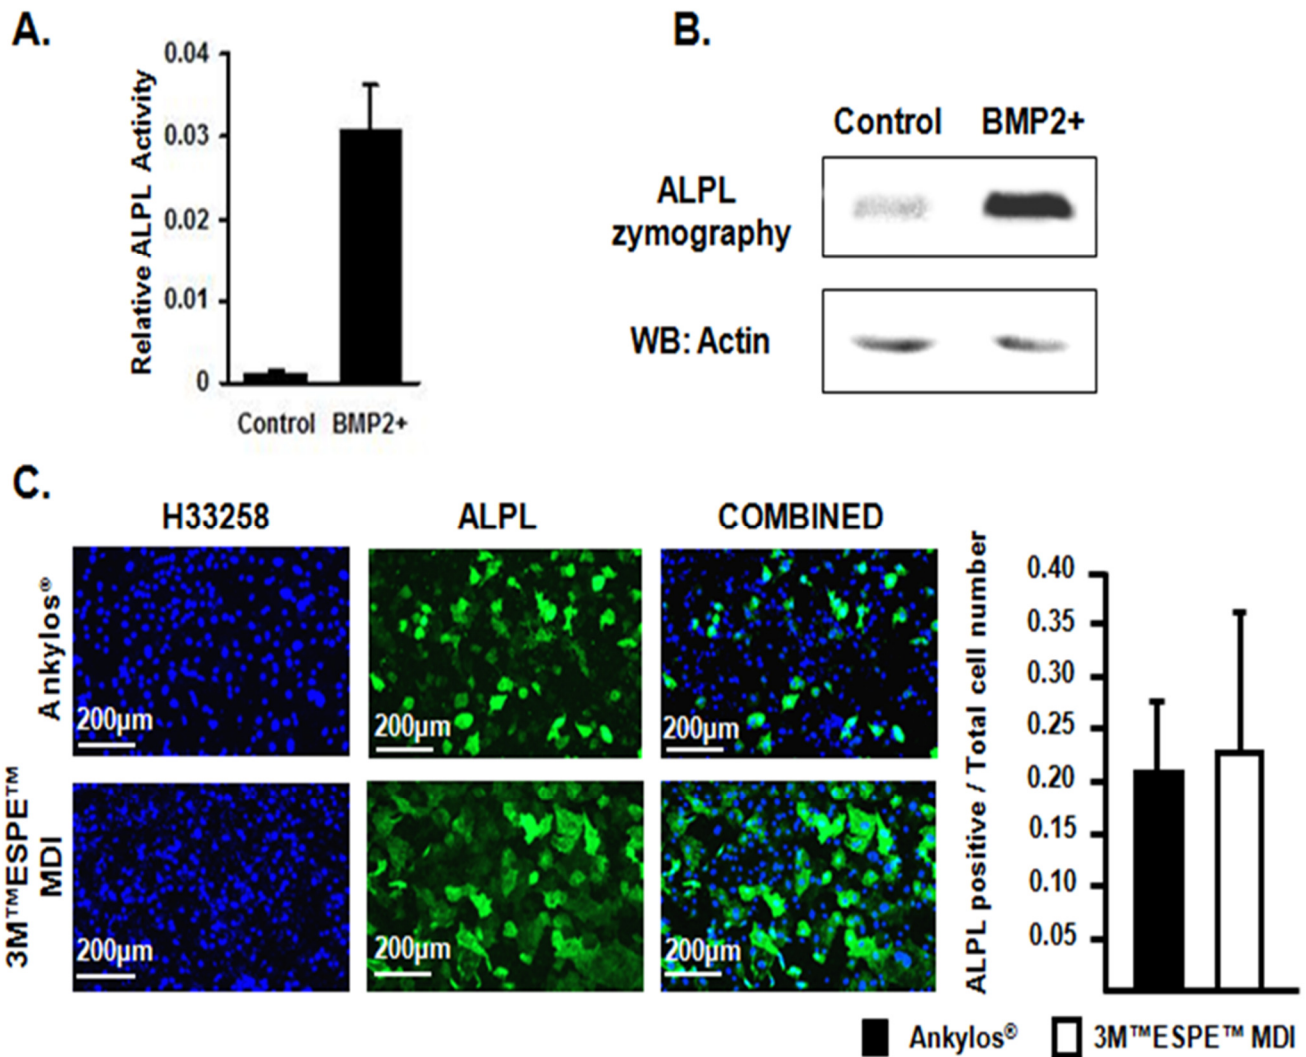 A.
Relative ALPL Activity
0.04
0.03
0.02
0.01
0
Control BMP2+
B.
Control BMP2+
ALPL
zymography
WB: Actin
C.
H33258 ALPL COMBINED
Ankylos®
200μm 200μm 200μm
3M™ESPE™
MDI
200μm 200μm 200μm
ALPL positive / Total cell number
0.40
0.35
0.30
0.25
0.20
0.15
0.10
0.05
Ankylos® 3M™ESPE™ MDI